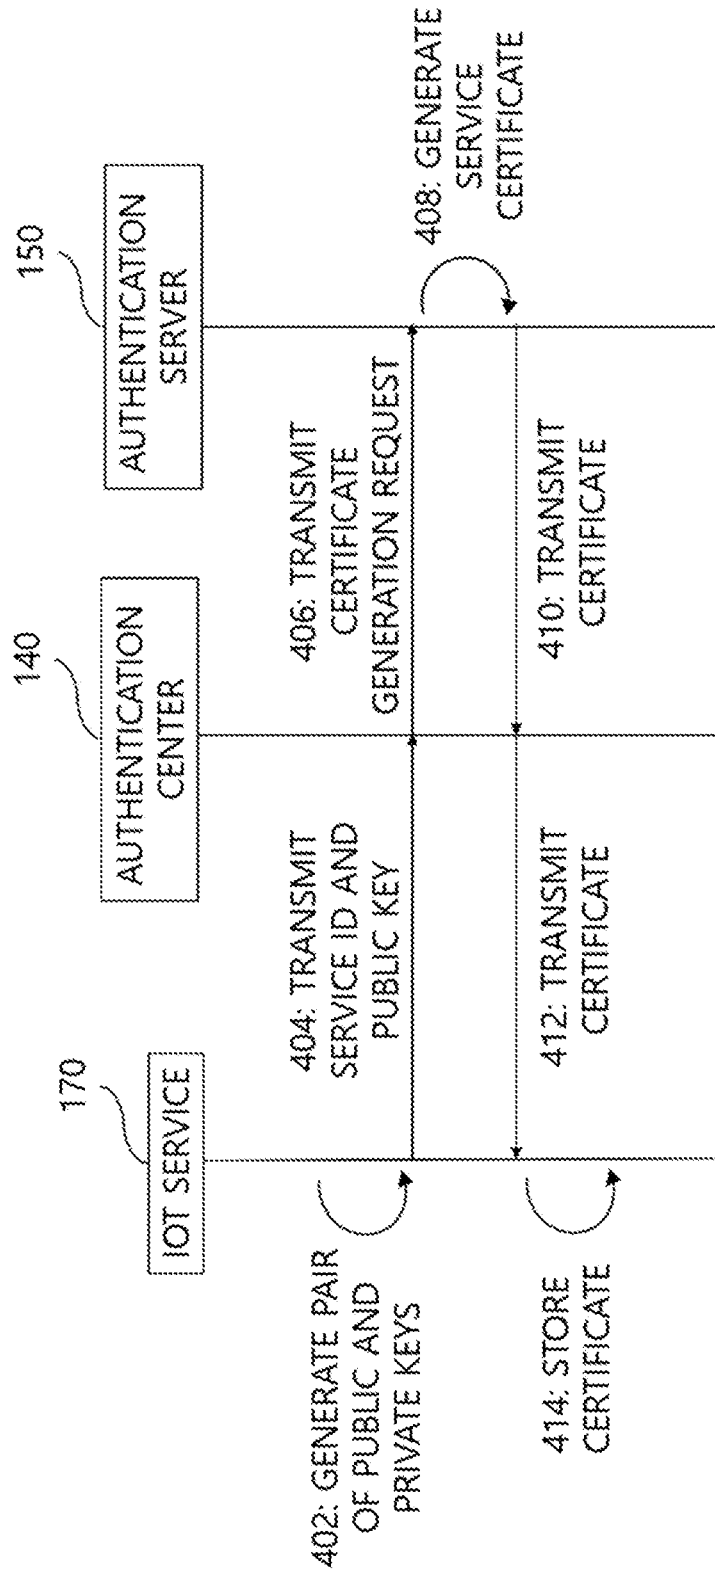 170
IOT SERVICE
140
AUTHENTICATION
CENTER
150
AUTHENTICATION
SERVER
402: GENERATE PAIR
OF PUBLIC AND
PRIVATE KEYS
404: TRANSMIT
SERVICE ID AND
PUBLIC KEY
406: TRANSMIT
CERTIFICATE
GENERATION REQUEST
408: GENERATE
SERVICE
CERTIFICATE
410: TRANSMIT
CERTIFICATE
412: TRANSMIT
CERTIFICATE
414: STORE
CERTIFICATE